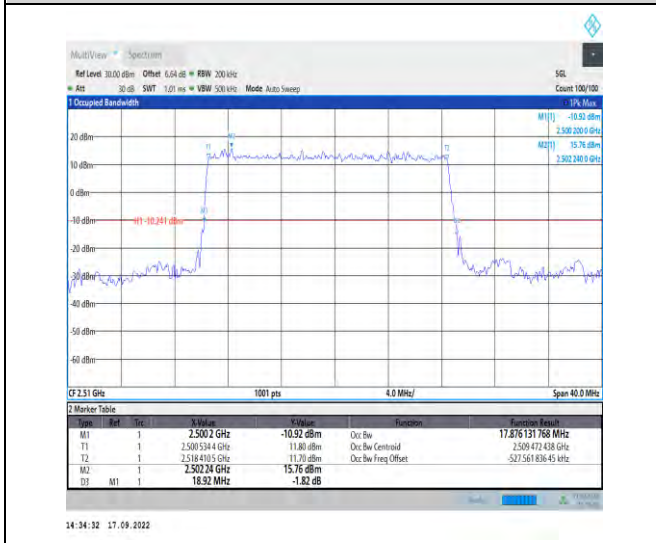 MultiView Spectrum
Ref Level 30.00 dBm Offset 6.64 dB RBW 200 kHz SGL
Att 30 dB SWT 1.01 ms VBW 500 kHz Mode Auto Sweep Count 100/100
1 Occupied Bandwidth 1Pk Max
M1[1] -10.92 dBm
2.500 200 0 GHz
M2[1] 15.76 dBm
2.502 240 0 GHz
20 dBm
M2
T1 T2
10 dBm
0 dBm
M1
-10 dBm H1 -10.241 dBm
-20 dBm
-30 dBm
-40 dBm
-50 dBm
-60 dBm
CF 2.51 GHz 1001 pts 4.0 MHz/ Span 40.0 MHz
2 Marker Table
Type Ref Trc X-Value Y-Value Function Function Result
M1 1 2.5002 GHz -10.92 dBm Occ Bw 17.876 131 768 MHz
T1 1 2.500 534 4 GHz 11.80 dBm Occ Bw Centroid 2.509 472 438 GHz
T2 1 2.518 410 5 GHz 11.70 dBm Occ Bw Freq Offset -527.561 836 45 kHz
M2 1 2.502 24 GHz 15.76 dBm
D3 M1 1 18.92 MHz -1.82 dB
14:34:32 17.09.2022